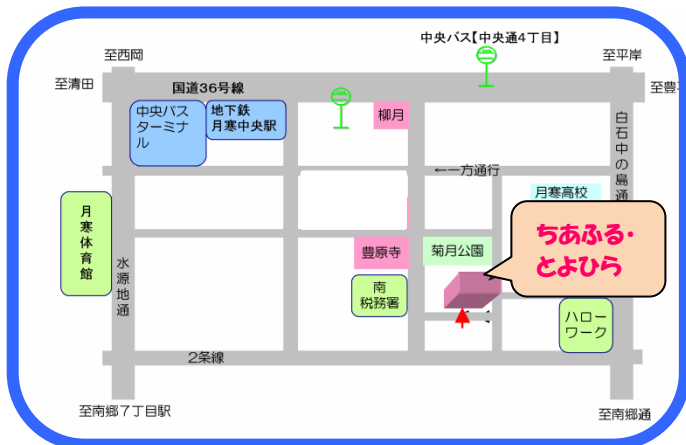 中央バス【中央通4丁目】
至西岡
至平岸
至清田
国道36号線
中央バス
ターミナ
ル
地下鉄
月寒中央駅
柳月
白石中の島通
←一方通行
月寒高校
月寒体育館
水源地通
豊原寺
菊月公園
ちあふる・
とよひら
南
税務署
ハロー
ワーク
2条線
至南郷7丁目駅
至南郷通